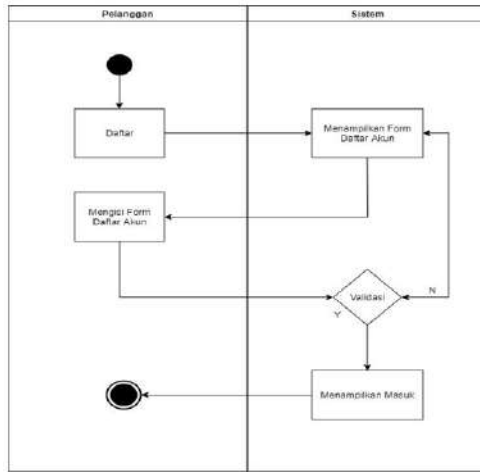 Pelanggan
Sistem
Daftar
Menampilkan Form
Daftar Akun
Mengisi Form
Daftar Akun
Validasi
N
Y
Menampilkan Masuk